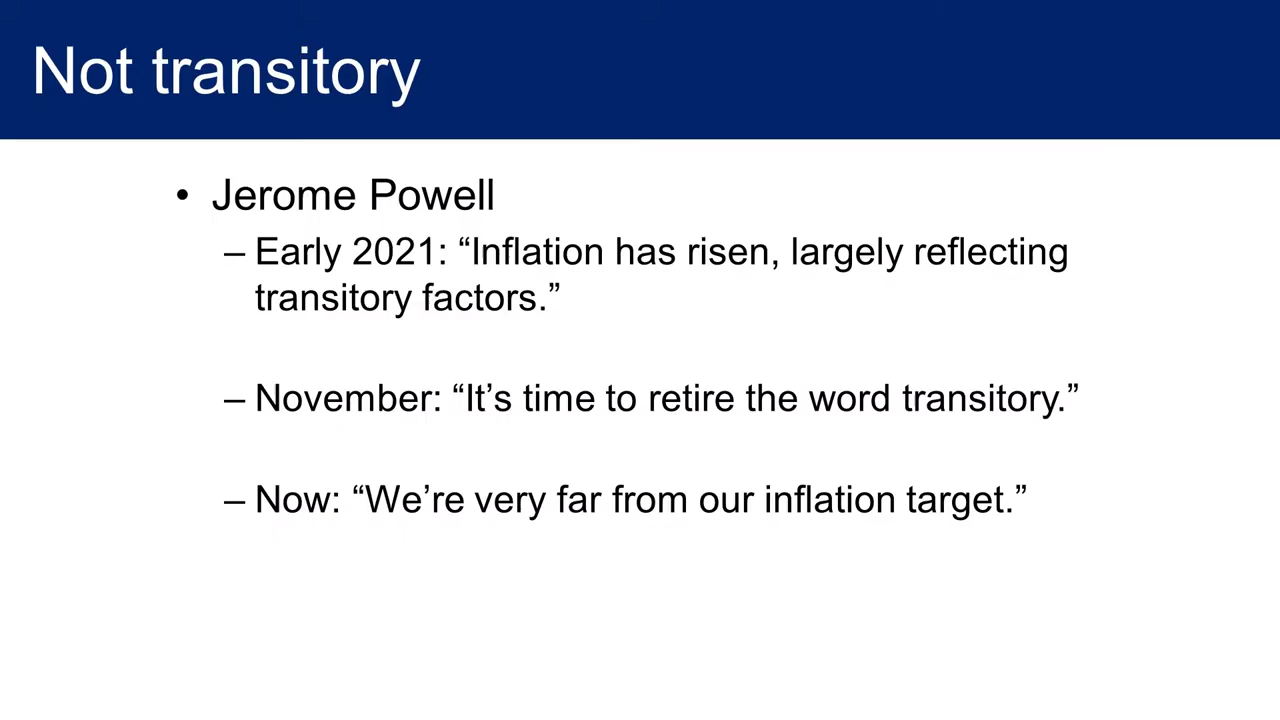 Not transitory
• Jerome Powell
– Early 2021: “Inflation has risen, largely reflecting
transitory factors.”
– November: “It’s time to retire the word transitory.”
– Now: “We’re very far from our inflation target.”